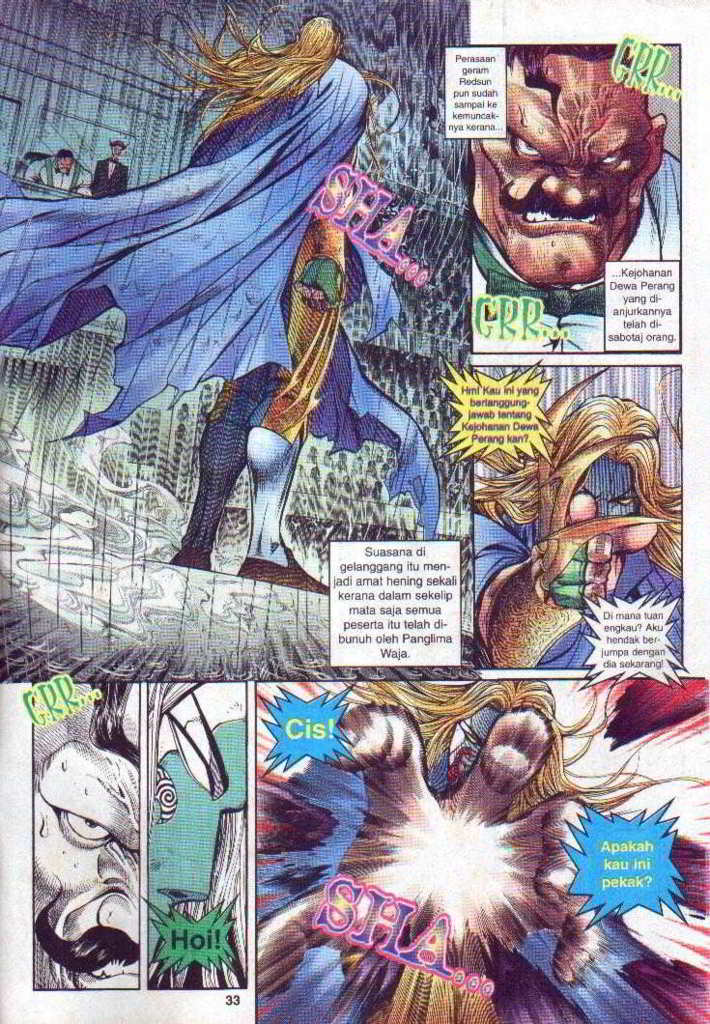 SHA...
Suasana di
gelanggang itu men-
jadi amat hening sekali
kerana dalam sekelip
mata saja semua
peserta itu telah di-
bunuh oleh Panglima
Waja.
Perasaan
geram
Redsun
pun sudah
sampai ke
kemuncak-
nya kerana...
GRR...
GRR...
...Kejohanan
Dewa Perang
yang di-
anjurkannya
telah di-
sabotaj orang.
Hm! Kau ini yang
bertanggung-
jawab tentang
Kejohanan Dewa
Perang kan?
Di mana tuan
engkau? Aku
hendak ber-
jumpa dengan
dia sekarang!
GRR...
Hoi!
Cis!
Apakah
kau ini
pekak?
SHA...
33